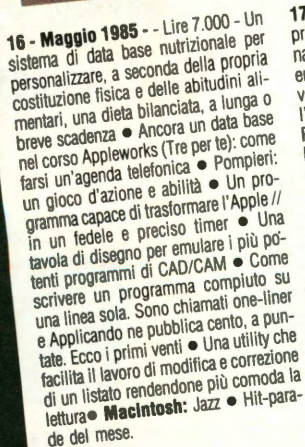 16 - Maggio 1985 - - Lire 7.000 - Un
sistema di data base nutrizionale per
personalizzare, a seconda della propria
costituzione fisica e delle abitudini ali-
mentari, una dieta bilanciata, a lungo o
breve scadenza ● Ancora un data base
nel corso Appleworks (Tre per te): come
farsi un'agenda telefonica ● Pompieri:
un gioco d'azione e abilità ● Un pro-
gramma capace di trasformare l'Apple //
in un fedele e preciso timer ● Una
tavola di disegno per emulare i più po-
tenti programmi di CAD/CAM ● Come
scrivere un programma compiuto su
una linea sola. Sono chiamati one-liner
e Applicando ne pubblica cento, a pun-
tate. Ecco i primi venti ● Una utility che
facilita il lavoro di modifica e correzione
di un listato rendendone più comoda la
lettura● Macintosh: Jazz ● Hit-para-
de del mese.
17